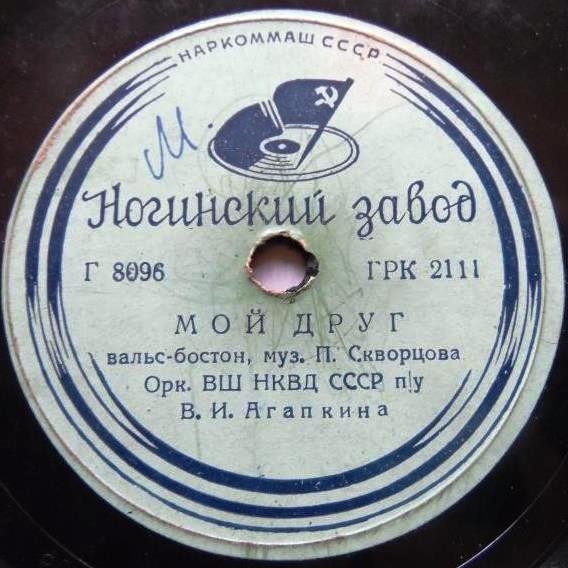 НАРКОММАШ СССР
М.
Ногинский завод
Г 8096 ГРК 2111
МОЙ ДРУГ
вальс-бостон, муз. П. Скворцова
Орк. ВШ НКВД СССР п/у
В. И. Агапкина